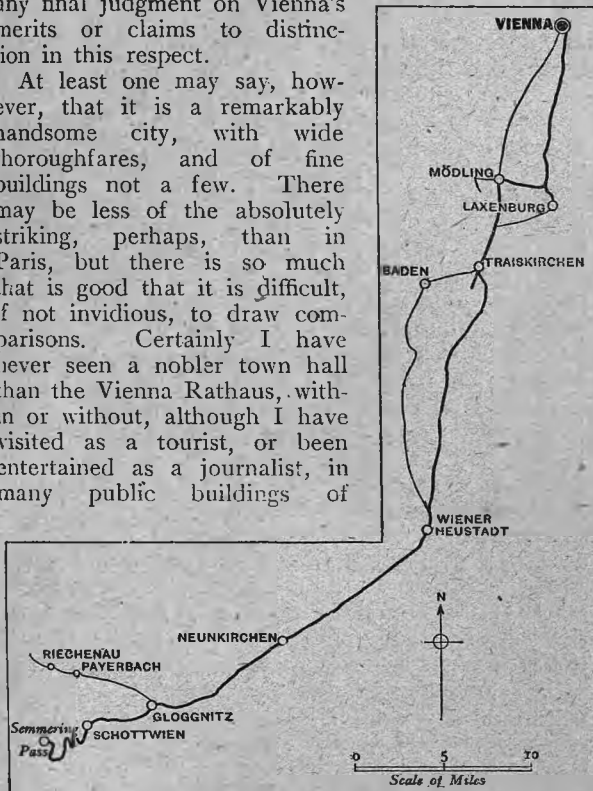 any final judgment on Vienna's
merits or claims to distinc-
tion in this respect.
At least one may say, how-
ever, that it is a remarkably
handsome city, with wide
thoroughfares, and of fine
buildings not a few. There
may be less of the absolutely
striking, perhaps, than in
Paris, but there is so much
that is good that it is difficult,
if not invidious, to draw com-
parisons. Certainly I have
never seen a nobler town hall
than the Vienna Rathaus, with-
in or without, although I have
visited as a tourist, or been
entertained as a journalist, in
many public buildings of
VIENNA
MÖDLING
LAXENBURG
TRAISKIRCHEN
BADEN
WIENER
NEUSTADT
N
NEUNKIRCHEN
RIECHENAU
PAYERBACH
GLOGGNITZ
SCHOTTWIEN
Semmering
Pass
0 5 10
Scale of Miles